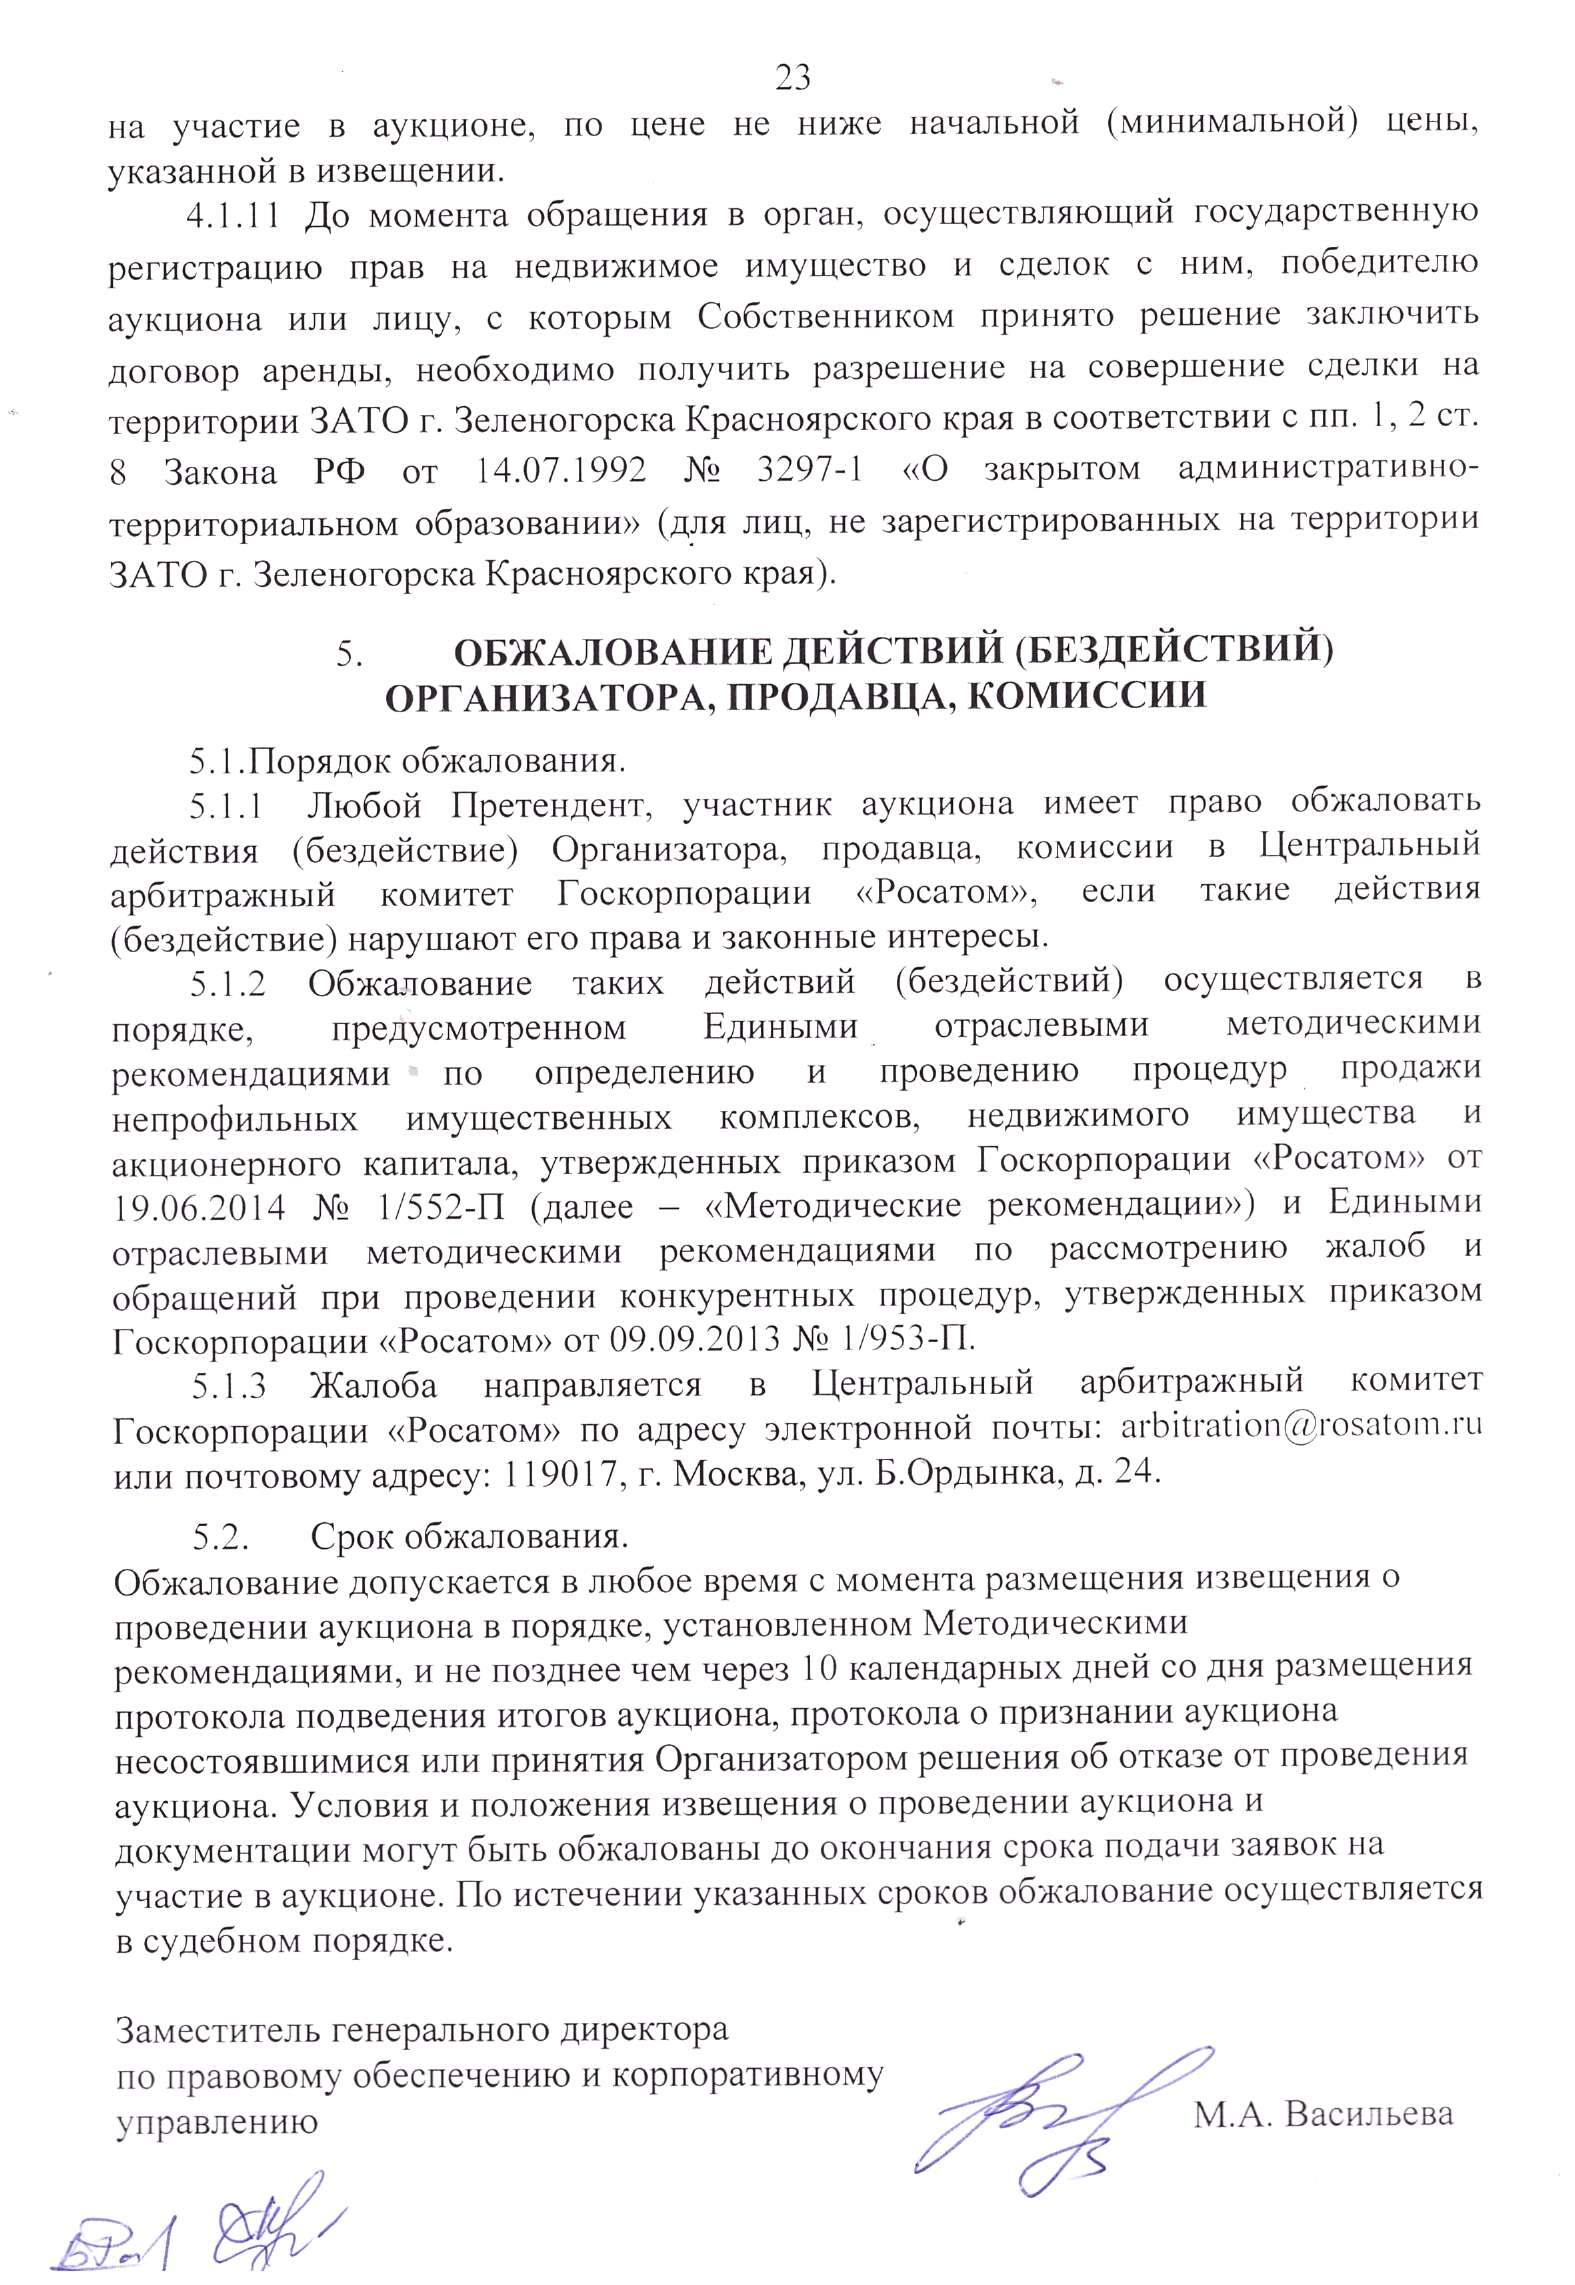 23
на участие в аукционе, по цене не ниже начальной (минимальной) цены,
указанной в извещении.
4.1.11 До момента обращения в орган, осуществляющий государственную
регистрацию прав на недвижимое имущество и сделок с ним, победителю
аукциона или лицу, с которым Собственником принято решение заключить
договор аренды, необходимо получить разрешение на совершение сделки на
территории ЗАТО г. Зеленогорска Красноярского края в соответствии с пп. 1, 2 ст.
8 Закона РФ от 14.07.1992 № 3297-1 «О закрытом административно-
территориальном образовании» (для лиц, не зарегистрированных на территории
ЗАТО г. Зеленогорска Красноярского края).
5. ОБЖАЛОВАНИЕ ДЕЙСТВИЙ (БЕЗДЕЙСТВИЙ)
ОРГАНИЗАТОРА, ПРОДАВЦА, КОМИССИИ
5.1.Порядок обжалования.
5.1.1 Любой Претендент, участник аукциона имеет право обжаловать
действия (бездействие) Организатора, продавца, комиссии в Центральный
арбитражный комитет Госкорпорации «Росатом», если такие действия
(бездействие) нарушают его права и законные интересы.
5.1.2 Обжалование таких действий (бездействий) осуществляется в
порядке, предусмотренном Едиными отраслевыми методическими
рекомендациями по определению и проведению процедур продажи
непрофильных имущественных комплексов, недвижимого имущества и
акционерного капитала, утвержденных приказом Госкорпорации «Росатом» от
19.06.2014 № 1/552-П (далее – «Методические рекомендации») и Едиными
отраслевыми методическими рекомендациями по рассмотрению жалоб и
обращений при проведении конкурентных процедур, утвержденных приказом
Госкорпорации «Росатом» от 09.09.2013 № 1/953-П.
5.1.3 Жалоба направляется в Центральный арбитражный комитет
Госкорпорации «Росатом» по адресу электронной почты: arbitration@rosatom.ru
или почтовому адресу: 119017, г. Москва, ул. Б.Ордынка, д. 24.
5.2. Срок обжалования.
Обжалование допускается в любое время с момента размещения извещения о
проведении аукциона в порядке, установленном Методическими
рекомендациями, и не позднее чем через 10 календарных дней со дня размещения
протокола подведения итогов аукциона, протокола о признании аукциона
несостоявшимися или принятия Организатором решения об отказе от проведения
аукциона. Условия и положения извещения о проведении аукциона и
документации могут быть обжалованы до окончания срока подачи заявок на
участие в аукционе. По истечении указанных сроков обжалование осуществляется
в судебном порядке.
Заместитель генерального директора
по правовому обеспечению и корпоративному
управлению
М.А. Васильева